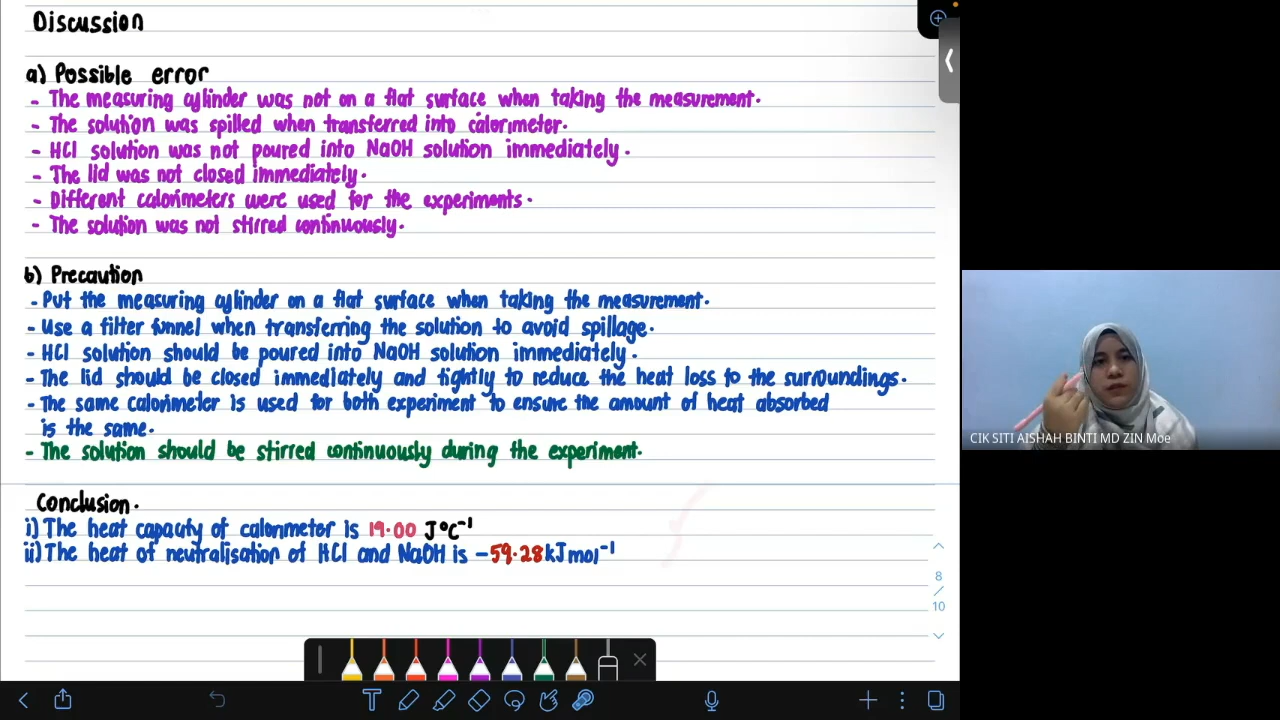 Discussion
a) Possible error
- The measuring cylinder was not on a flat surface when taking the measurement.
- The solution was spilled when transferred into calorimeter.
- HCl solution was not poured into NaOH solution immediately.
- The lid was not closed immediately.
- Different calorimeters were used for the experiments.
- The solution was not stirred continuously.
b) Precaution
- Put the measuring cylinder on a flat surface when taking the measurement.
- Use a filter funnel when transferring the solution to avoid spillage.
- HCl solution should be poured into NaOH solution immediately.
- The lid should be closed immediately and tightly to reduce the heat loss to the surroundings.
- The same calorimeter is used for both experiment to ensure the amount of heat absorbed
is the same.
- The solution should be stirred continuously during the experiment.
Conclusion.
i) The heat capacity of calorimeter is 19.00 J°C⁻¹
ii) The heat of neutralisation of HCl and NaOH is -59.28 kJmol⁻¹
8
/
10
CIK SITI AISHAH BINTI MD ZIN Moe